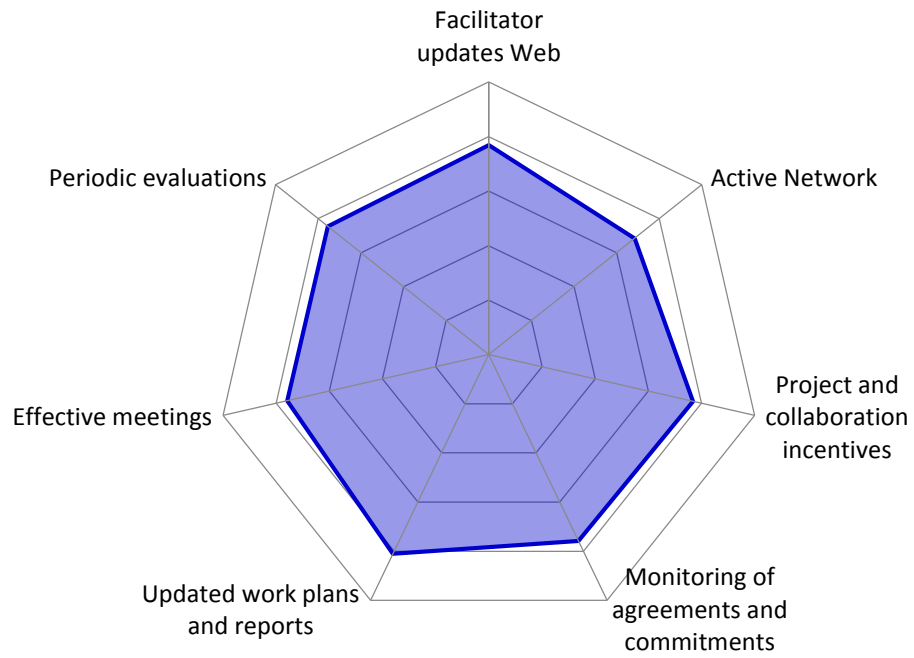 Facilitator
updates Web
Active Network
Project and
collaboration
incentives
Monitoring of
agreements and
commitments
Updated work plans
and reports
Effective meetings
Periodic evaluations